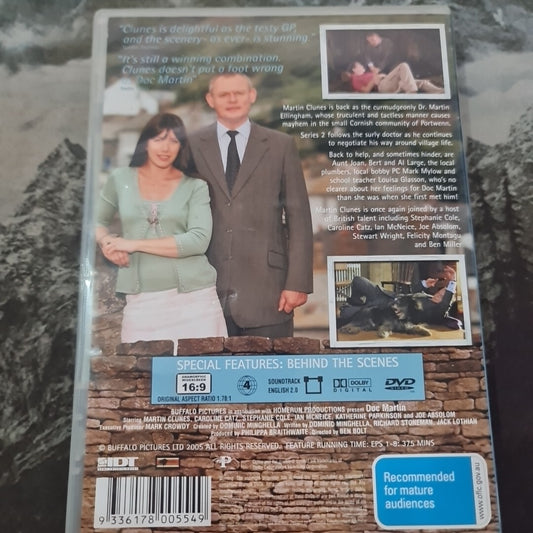 "Clunes is delightful as the testy GP,
and the scenery, as ever, is stunning."
"It's still a winning combination.
Clunes doesn't put a foot wrong
Doc Martin"
Martin Clunes is back as the curmudgeonly Dr. Martin
Ellingham, whose truculent and tactless manner causes
mayhem in the small Cornish community of Portwenn.
Series 2 follows the surly doctor as he continues
to negotiate his way around village life.
Back to help, and sometimes hinder, are
Aunt Joan, Bert and Al Large, the local
plumbers, local bobby PC Mark Mylow and
school teacher Louisa Glasson, who's no
clearer about her feelings for Doc Martin
than she was when she first met him!
Martin Clunes is once again joined by a host
of British talent including Stephanie Cole,
Caroline Catz, Ian McNeice, Joe Absolom,
Stewart Wright, Felicity Montagu
and Ben Miller
SPECIAL FEATURES: BEHIND THE SCENES
ANAMORPHIC
WIDESCREEN
16:9
ORIGINAL ASPECT RATIO 1.78:1
4
SOUNDTRACK
ENGLISH 2.0
DOLBY
DIGITAL
DVD
VIDEO
BUFFALO PICTURES in association with HOMERUN PRODUCTIONS present Doc Martin
Starring MARTIN CLUNES, CAROLINE CATZ, STEPHANIE COLE, IAN MCNEICE, KATHERINE PARKINSON and JOE ABSOLOM
Executive Producer MARK CROWDY Created by DOMINIC MINGHELLA Written by DOMINIC MINGHELLA, RICHARD STONEMAN, JACK LOTHIAN
Produced by PHILIPPA BRAITHWAITE Directed by BEN BOLT
© BUFFALO PICTURES LTD 2005 ALL RIGHTS RESERVED. FEATURE RUNNING TIME: EPS 1-8: 375 MINS
IDT
9 336178 005549
Recommended
for mature
audiences
www.oflc.gov.au